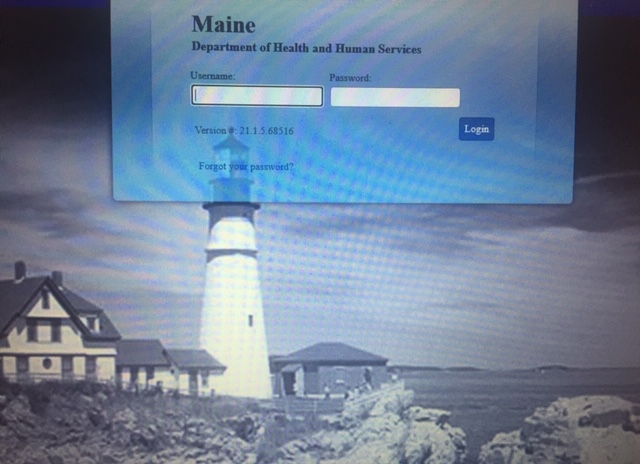 Maine
Department of Health and Human Services
Username:
Password:
Version #: 21.1.5.68516
Login
Forgot your password?